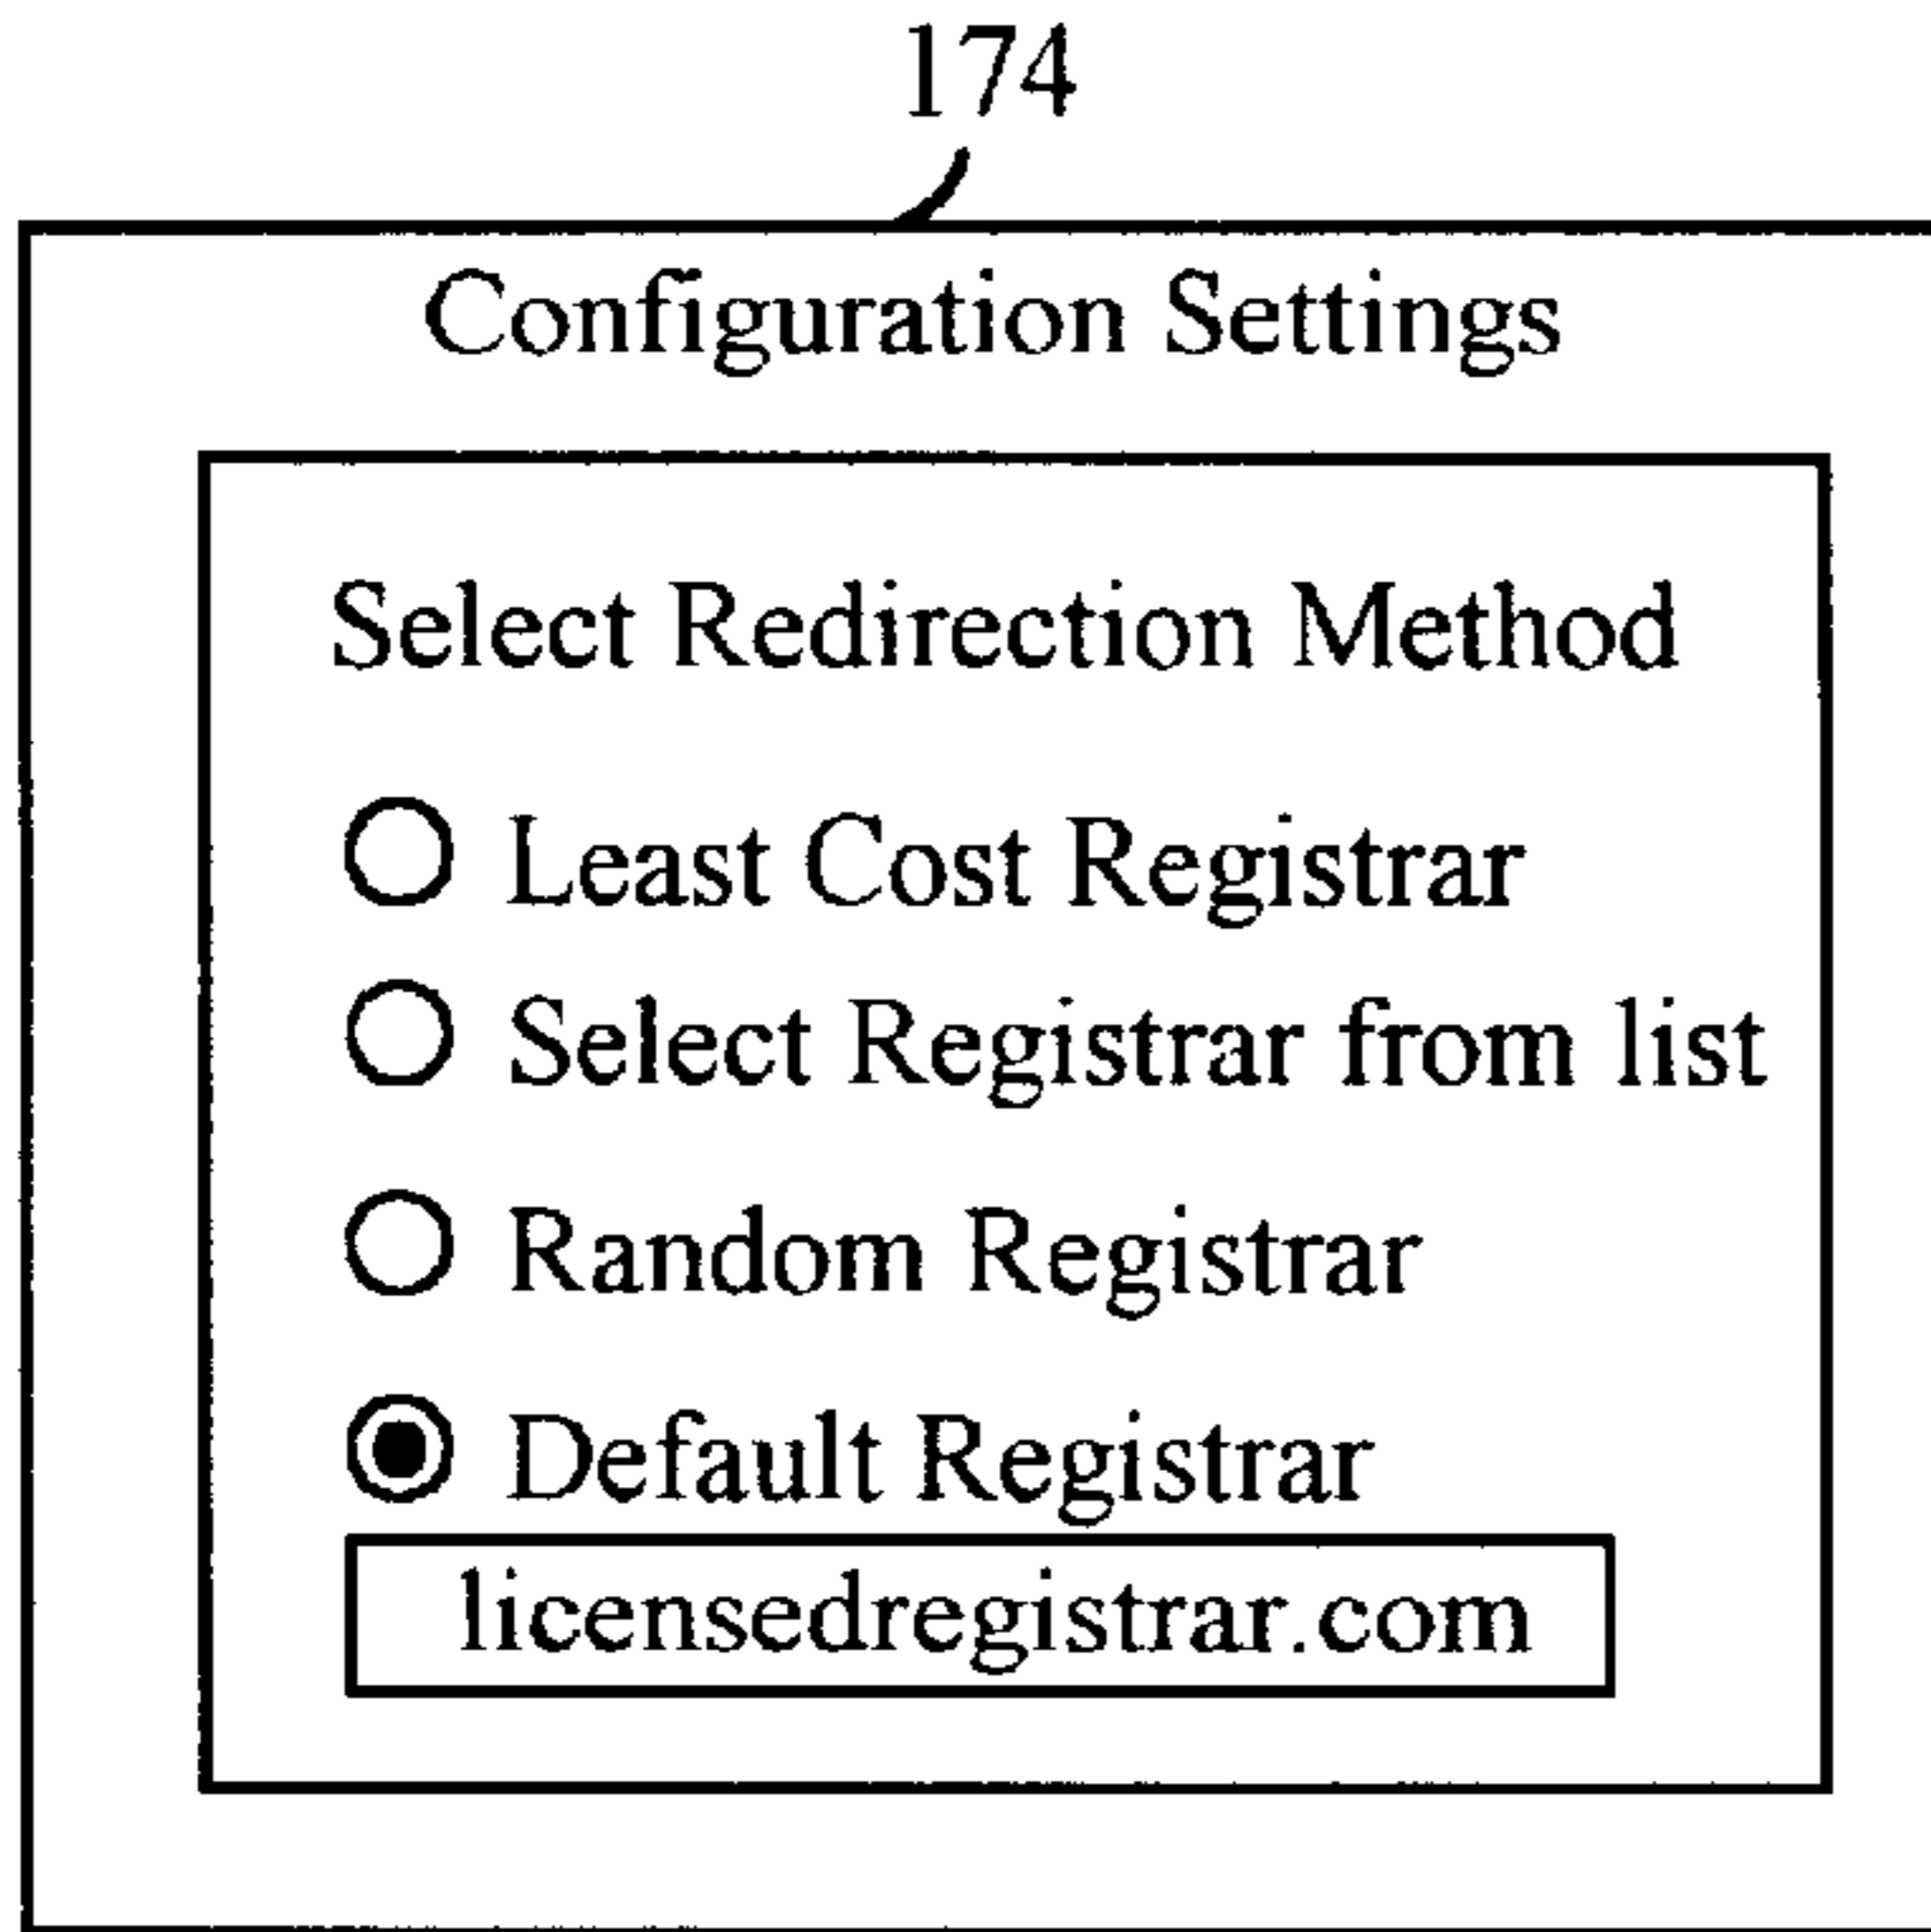 174
Configuration Settings
Select Redirection Method
Least Cost Registrar
Select Registrar from list
Random Registrar
Default Registrar
licensedregistrar.com